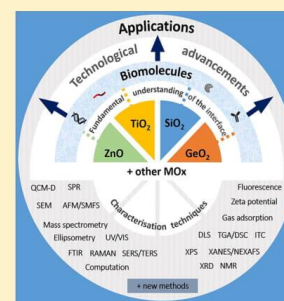 Applications
Technological advancements
Biomolecules
Fundamental understanding of the interface
TiO2 SiO2
ZnO GeO2
+ other MOx
Characterisation techniques
QCM-D SPR
SEM AFM/SMFS
Mass spectrometry
Ellipsometry UV/VIS
FTIR RAMAN SERS/TERS
Computation
Fluorescence
Zeta potential
Gas adsorption
DLS TGA/DSC ITC
XPS XANES/NEXAFS
XRD NMR
+ new methods